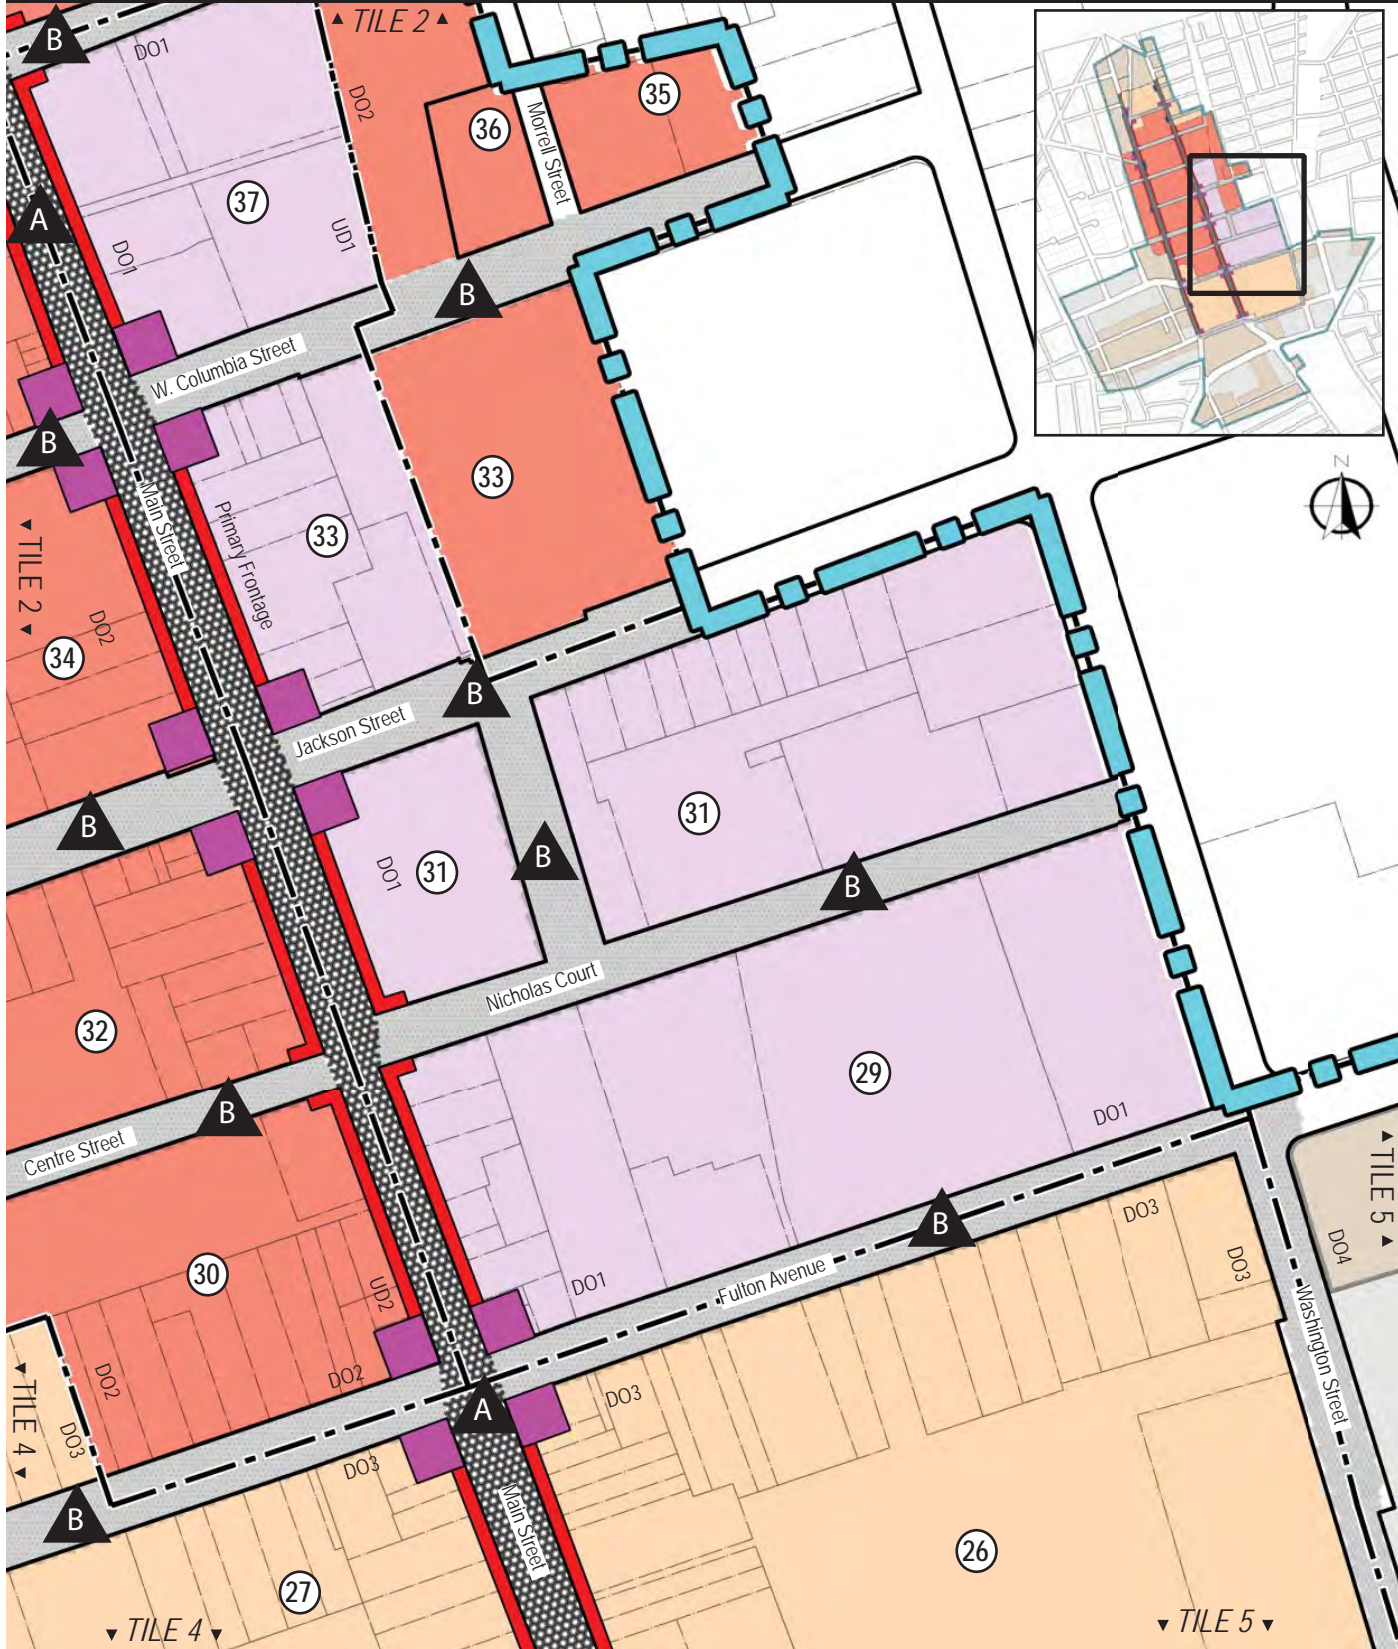 ▲ TILE 2 ▲
B
DO1
DO2
35
36
Morrell Street
37
A
UD1
DO1
B
W. Columbia Street
B
N
Main Street
33
Primary Frontage
33
◄ TILE 2 ►
DO2
34
B
Jackson Street
B
31
B
DO1
31
B
Nicholas Court
32
29
B
DO1
Centre Street
◄ TILE 5 ►
B
DO3
DO4
DO3
30
UD2
DO1
Fulton Avenue
Washington Street
DO2
DO2
◄ TILE 4 ►
DO3
A
DO3
DO3
B
Main Street
26
27
▼ TILE 4 ▼
▼ TILE 5 ▼